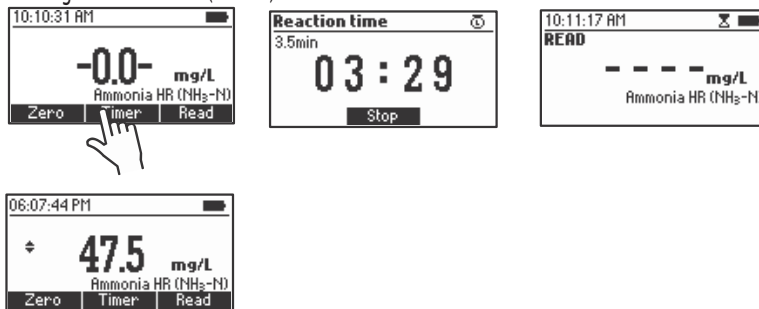 10:10:31 AM
-0.0- mg/L
Ammonia HR (NH₃-N)
Zero Timer Read
Reaction time
3.5min
03:29
Stop
10:11:17 AM
READ
---- mg/L
Ammonia HR (NH₃-N
06:07:44 PM
47.5 mg/L
Ammonia HR (NH₃-N)
Zero Timer Read